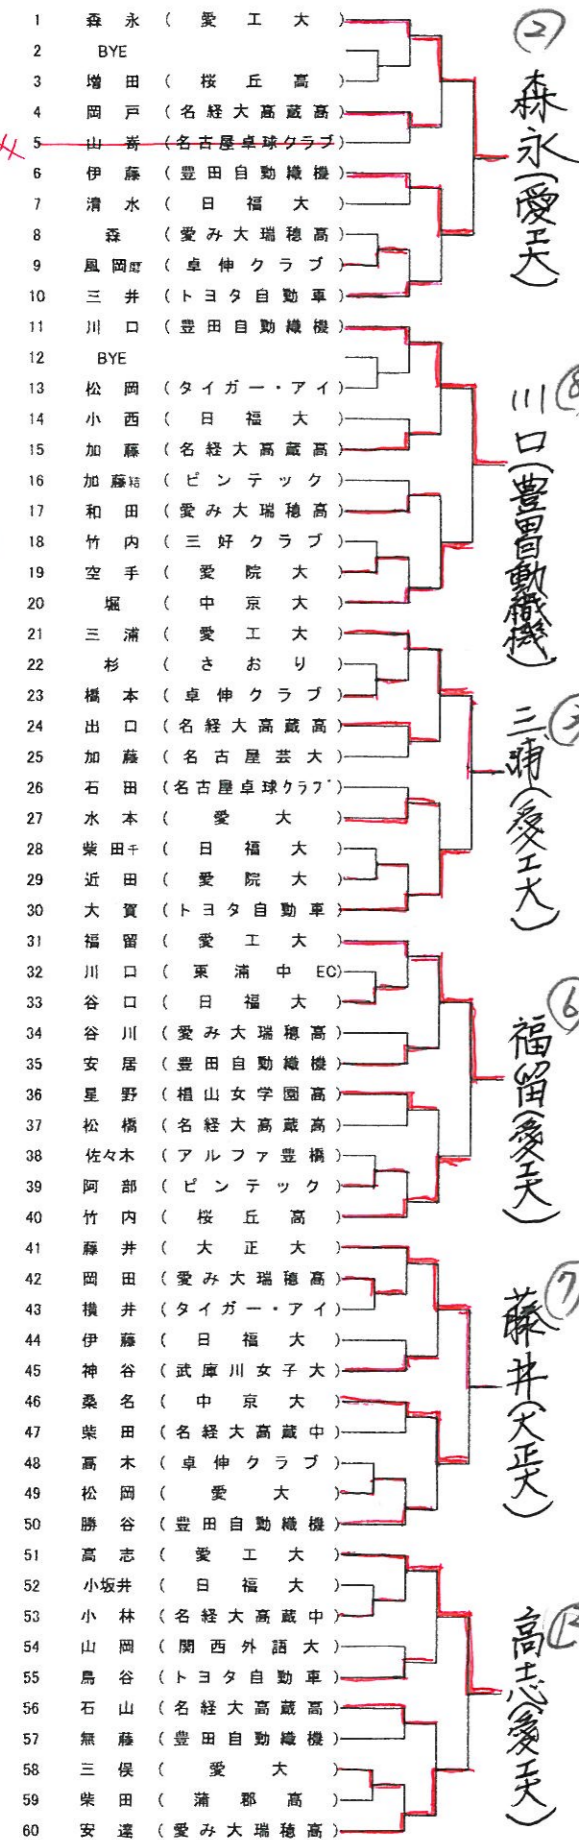 1 森永 (愛工大)
2 BYE
3 増田 (桜丘高)
4 岡戸 (名経大高蔵高)
5 山嵜 (名古屋卓球クラブ)
6 伊藤 (豊田自動織機)
7 清水 (日福大)
8 森 (愛み大瑞穂高)
9 風岡暦 (卓伸クラブ)
10 三井 (トヨタ自動車)
11 川口 (豊田自動織機)
12 BYE
13 松岡 (タイガー・アイ)
14 小西 (日福大)
15 加藤 (名経大高蔵高)
16 加藤結 (ピンテック)
17 和田 (愛み大瑞穂高)
18 竹内 (三好クラブ)
19 空手 (愛院大)
20 堀 (中京大)
21 三浦 (愛工大)
22 杉 (さおり)
23 橋本 (卓伸クラブ)
24 出口 (名経大高蔵高)
25 加藤 (名古屋芸大)
26 石田 (名古屋卓球クラブ)
27 水本 (愛大)
28 柴田千 (日福大)
29 近田 (愛院大)
30 大賀 (トヨタ自動車)
31 福留 (愛工大)
32 川口 (東浦中EC)
33 谷口 (日福大)
34 谷川 (愛み大瑞穂高)
35 安居 (豊田自動織機)
36 星野 (椙山女学園高)
37 松橋 (名経大高蔵高)
38 佐々木 (アルファ豊橋)
39 阿部 (ピンテック)
40 竹内 (桜丘高)
41 藤井 (大正大)
42 岡田 (愛み大瑞穂高)
43 横井 (タイガー・アイ)
44 伊藤 (日福大)
45 神谷 (武庫川女子大)
46 桑名 (中京大)
47 柴田 (名経大高蔵中)
48 高木 (卓伸クラブ)
49 松岡 (愛大)
50 勝谷 (豊田自動織機)
51 高志 (愛工大)
52 小坂井 (日福大)
53 小林 (名経大高蔵中)
54 山岡 (関西外語大)
55 鳥谷 (トヨタ自動車)
56 石山 (名経大高蔵高)
57 無藤 (豊田自動織機)
58 三俣 (愛大)
59 柴田 (蒲郡高)
60 安達 (愛み大瑞穂高)
② 森永(愛工大)
⑧ 川口(豊田自動織機)
三浦(愛工大)
⑥ 福留(愛工大)
⑦ 藤井(大正大)
高志(愛工大)